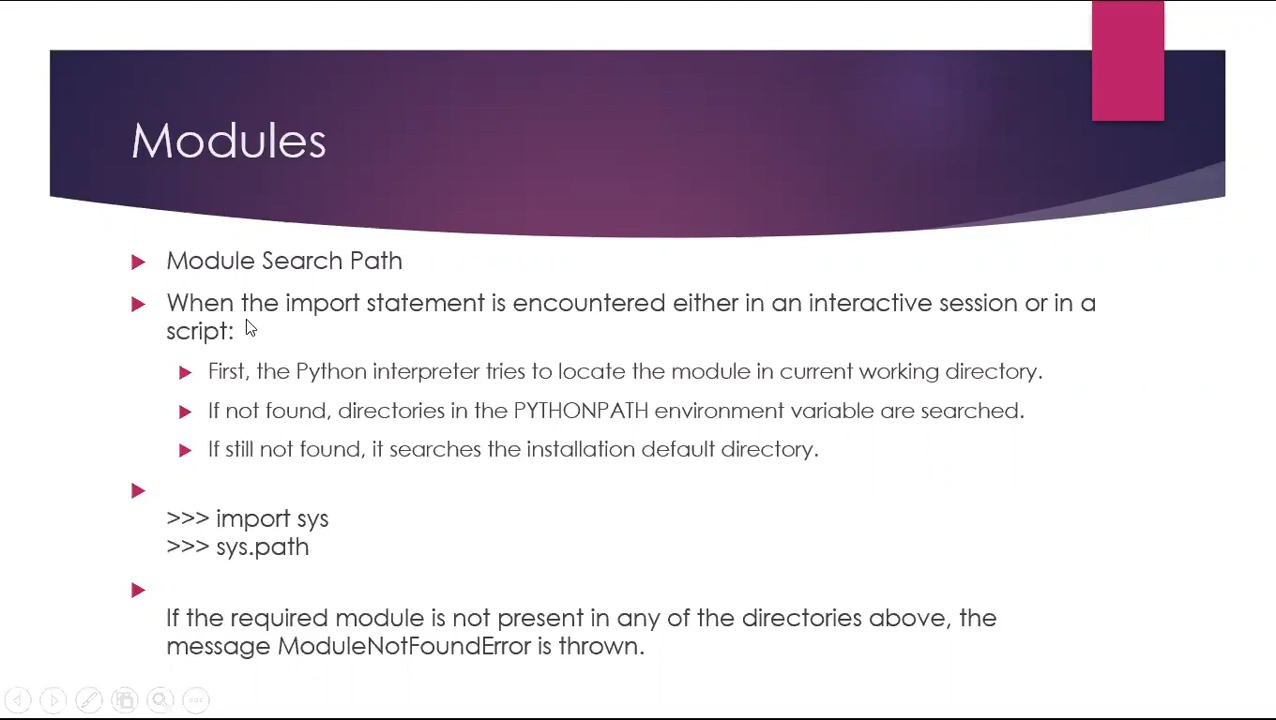 Modules
Module Search Path
When the import statement is encountered either in an interactive session or in a
script:
First, the Python interpreter tries to locate the module in current working directory.
If not found, directories in the PYTHONPATH environment variable are searched.
If still not found, it searches the installation default directory.
>>> import sys
>>> sys.path
If the required module is not present in any of the directories above, the
message ModuleNotFoundError is thrown.